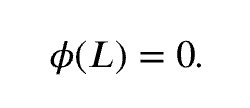 ϕ(L) = 0.